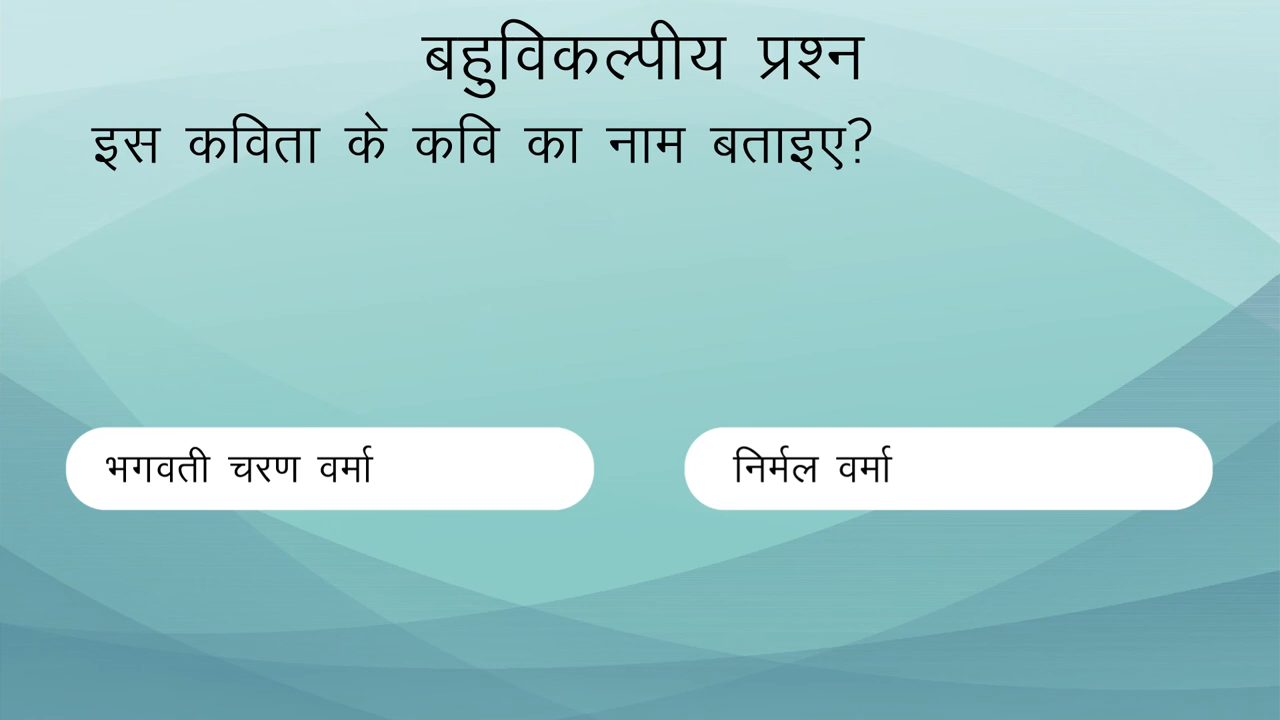 बहुविकल्पीय प्रश्न
इस कविता के कवि का नाम बताइए?
भगवती चरण वर्मा
निर्मल वर्मा